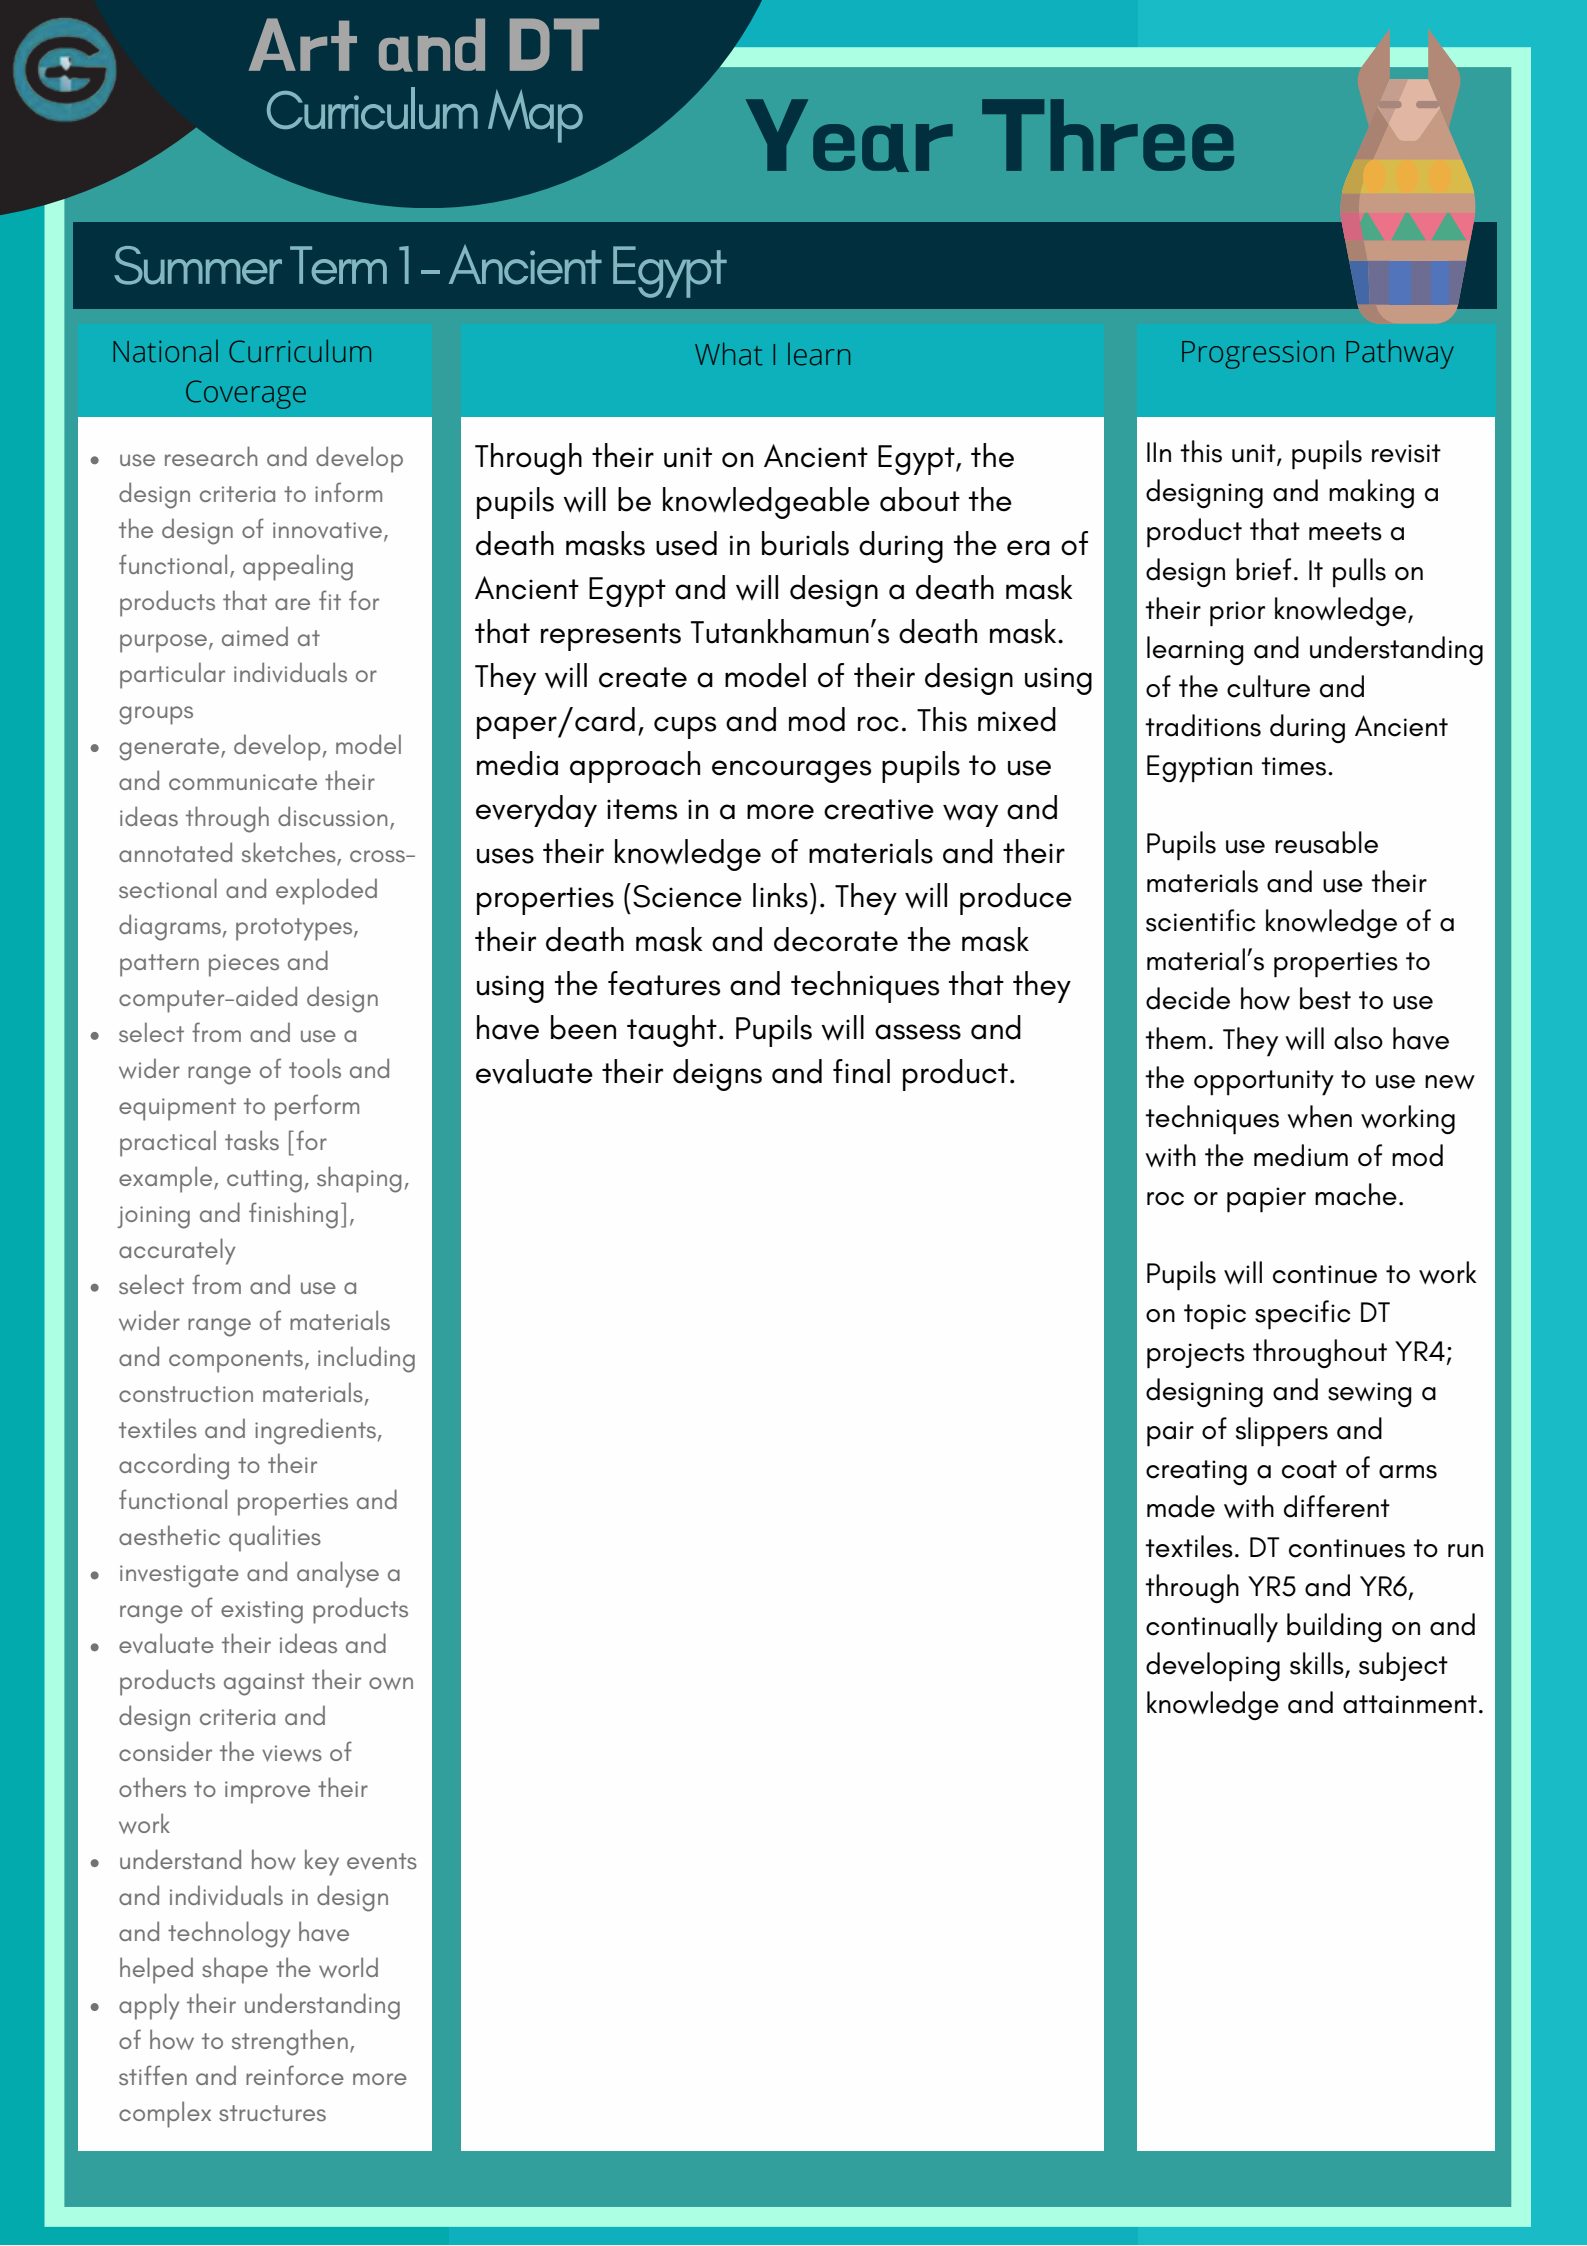 Art and DT
Curriculum Map
Year Three
Summer Term 1 – Ancient Egypt
National Curriculum
Coverage
use research and develop
design criteria to inform
the design of innovative,
functional, appealing
products that are fit for
purpose, aimed at
particular individuals or
groups
generate, develop, model
and communicate their
ideas through discussion,
annotated sketches, cross-
sectional and exploded
diagrams, prototypes,
pattern pieces and
computer-aided design
select from and use a
wider range of tools and
equipment to perform
practical tasks [for
example, cutting, shaping,
joining and finishing],
accurately
select from and use a
wider range of materials
and components, including
construction materials,
textiles and ingredients,
according to their
functional properties and
aesthetic qualities
investigate and analyse a
range of existing products
evaluate their ideas and
products against their own
design criteria and
consider the views of
others to improve their
work
understand how key events
and individuals in design
and technology have
helped shape the world
apply their understanding
of how to strengthen,
stiffen and reinforce more
complex structures
What I learn
Through their unit on Ancient Egypt, the
pupils will be knowledgeable about the
death masks used in burials during the era of
Ancient Egypt and will design a death mask
that represents Tutankhamun’s death mask.
They will create a model of their design using
paper/card, cups and mod roc. This mixed
media approach encourages pupils to use
everyday items in a more creative way and
uses their knowledge of materials and their
properties (Science links). They will produce
their death mask and decorate the mask
using the features and techniques that they
have been taught. Pupils will assess and
evaluate their deigns and final product.
Progression Pathway
IIn this unit, pupils revisit
designing and making a
product that meets a
design brief. It pulls on
their prior knowledge,
learning and understanding
of the culture and
traditions during Ancient
Egyptian times.
Pupils use reusable
materials and use their
scientific knowledge of a
material’s properties to
decide how best to use
them. They will also have
the opportunity to use new
techniques when working
with the medium of mod
roc or papier mache.
Pupils will continue to work
on topic specific DT
projects throughout YR4;
designing and sewing a
pair of slippers and
creating a coat of arms
made with different
textiles. DT continues to run
through YR5 and YR6,
continually building on and
developing skills, subject
knowledge and attainment.